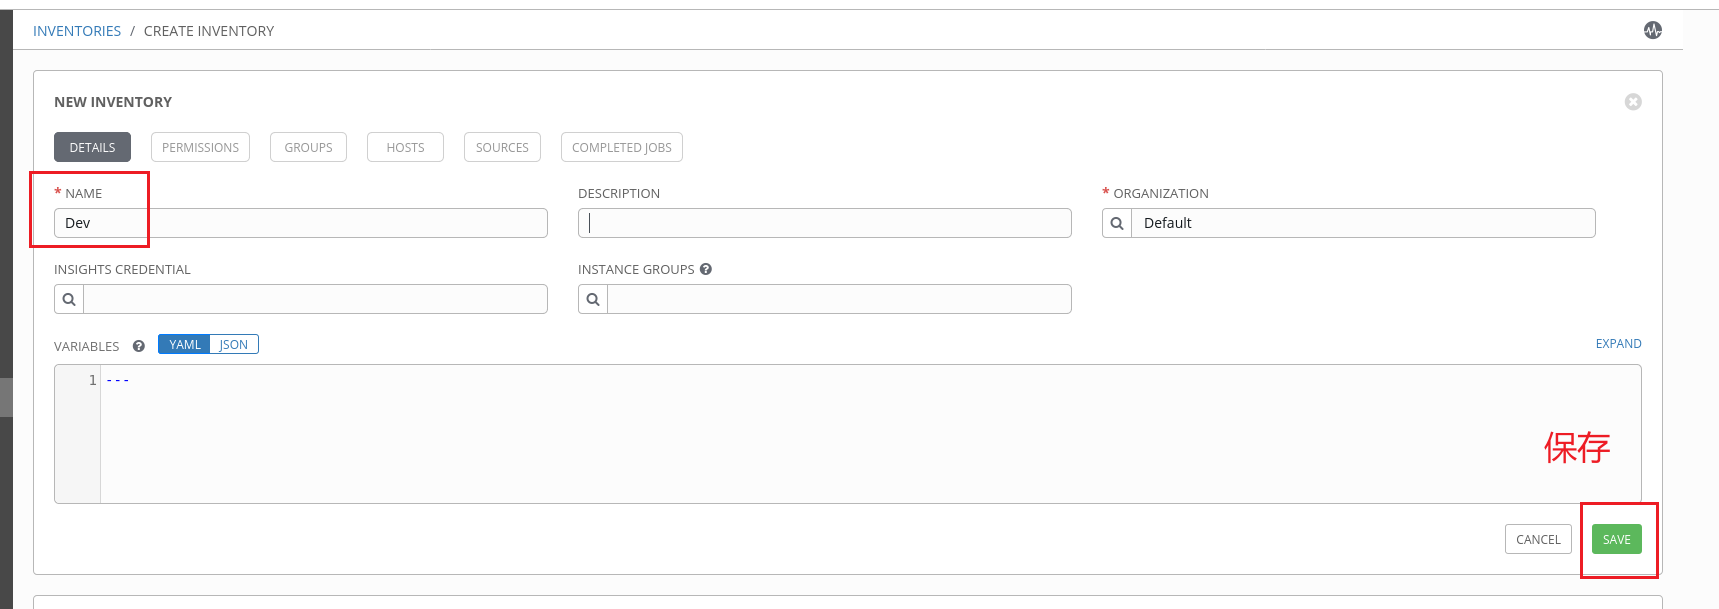 INVENTORIES / CREATE INVENTORY
NEW INVENTORY
DETAILS PERMISSIONS GROUPS HOSTS SOURCES COMPLETED JOBS
* NAME DESCRIPTION * ORGANIZATION
Dev Default
INSIGHTS CREDENTIAL INSTANCE GROUPS ?
VARIABLES ? YAML JSON EXPAND
1 ---
保存
CANCEL SAVE